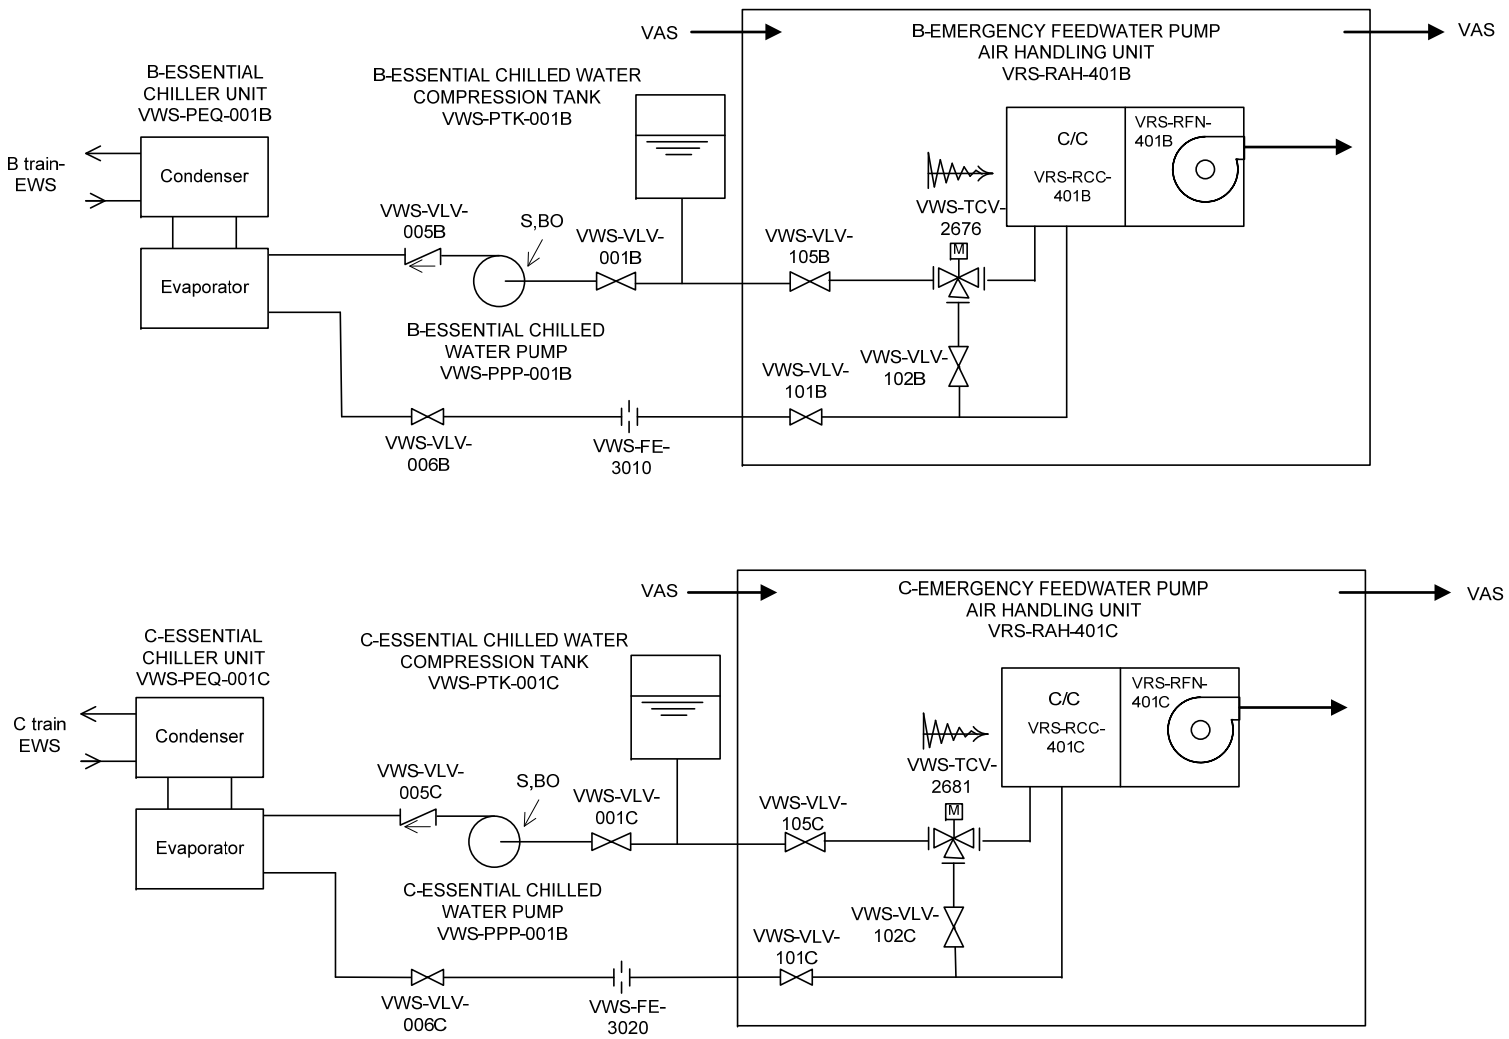 VAS
B-EMERGENCY FEEDWATER PUMP
AIR HANDLING UNIT
VRS-RAH-401B
VAS
B-ESSENTIAL
CHILLER UNIT
VWS-PEQ-001B
B-ESSENTIAL CHILLED WATER
COMPRESSION TANK
VWS-PTK-001B
B train-
EWS
Condenser
Evaporator
VWS-VLV-
005B
S,BO
VWS-VLV-
001B
VWS-VLV-
105B
VWS-TCV-
2676
M
C/C
VRS-RCC-
401B
VRS-RFN-
401B
B-ESSENTIAL CHILLED
WATER PUMP
VWS-PPP-001B
VWS-VLV-
101B
VWS-VLV-
102B
VWS-VLV-
006B
VWS-FE-
3010
VAS
C-EMERGENCY FEEDWATER PUMP
AIR HANDLING UNIT
VRS-RAH-401C
VAS
C-ESSENTIAL
CHILLER UNIT
VWS-PEQ-001C
C-ESSENTIAL CHILLED WATER
COMPRESSION TANK
VWS-PTK-001C
C train
EWS
Condenser
Evaporator
VWS-VLV-
005C
S,BO
VWS-VLV-
001C
VWS-VLV-
105C
VWS-TCV-
2681
M
C/C
VRS-RCC-
401C
VRS-RFN-
401C
C-ESSENTIAL CHILLED
WATER PUMP
VWS-PPP-001B
VWS-VLV-
101C
VWS-VLV-
102C
VWS-VLV-
006C
VWS-FE-
3020